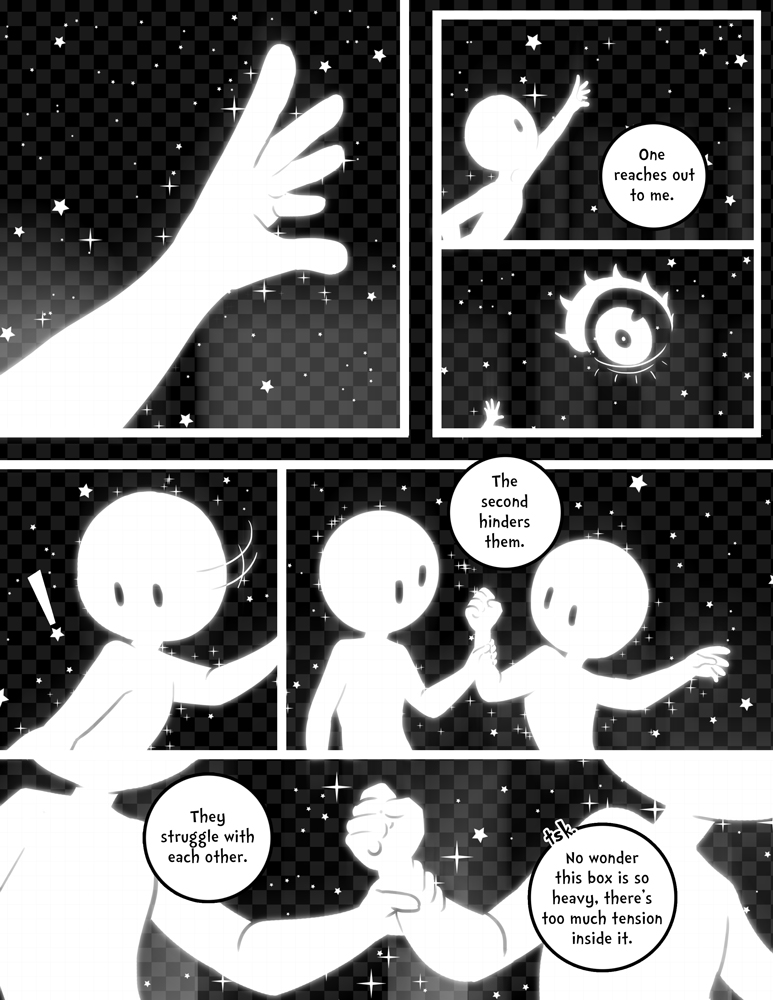 One
reaches out
to me.
!
The
second
hinders
them.
They
struggle with
each other.
tsk.
No wonder
this box is so
heavy, there's
too much tension
inside it.